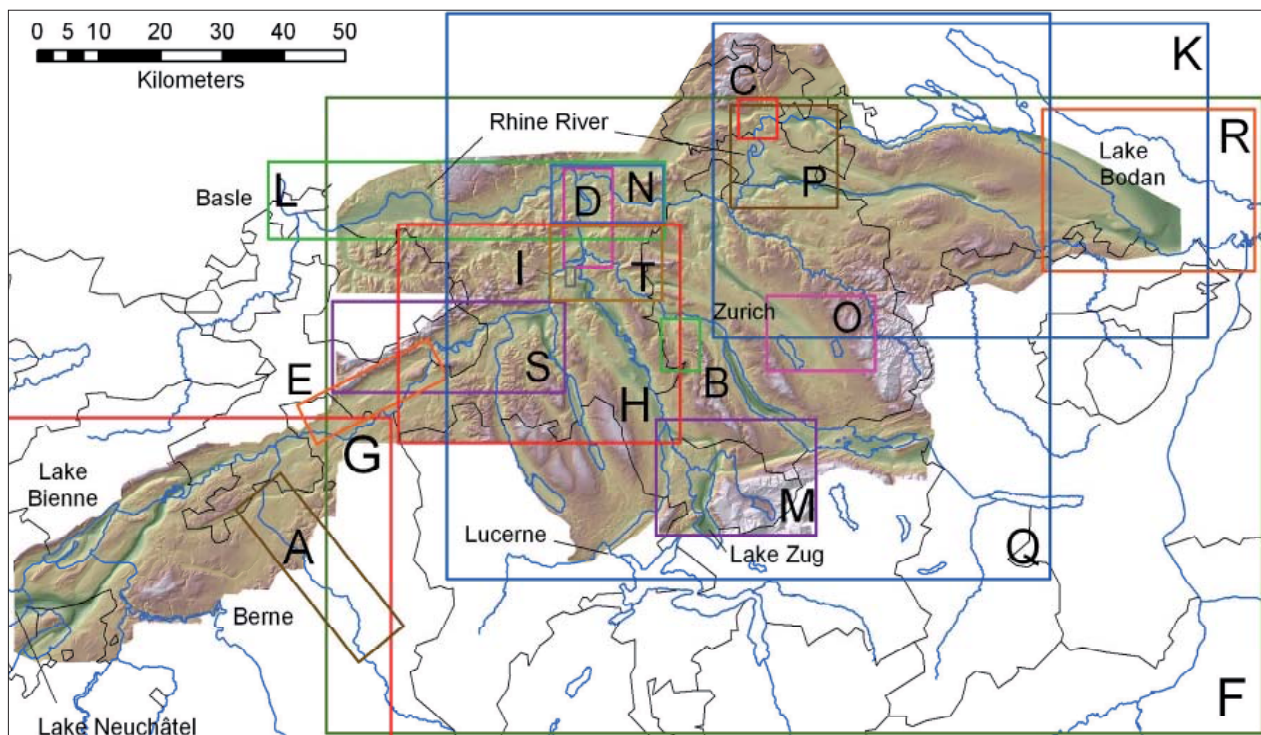 0 5 10 20 30 40 50
Kilometers
K
C
Rhine River
R
Lake
Bodan
Basle
L
N
D
P
I
T
Zurich
O
E
S
B
H
G
Lake
Bienne
M
A
Lucerne
Lake Zug
Q
Berne
F
Lake Neuchâtel